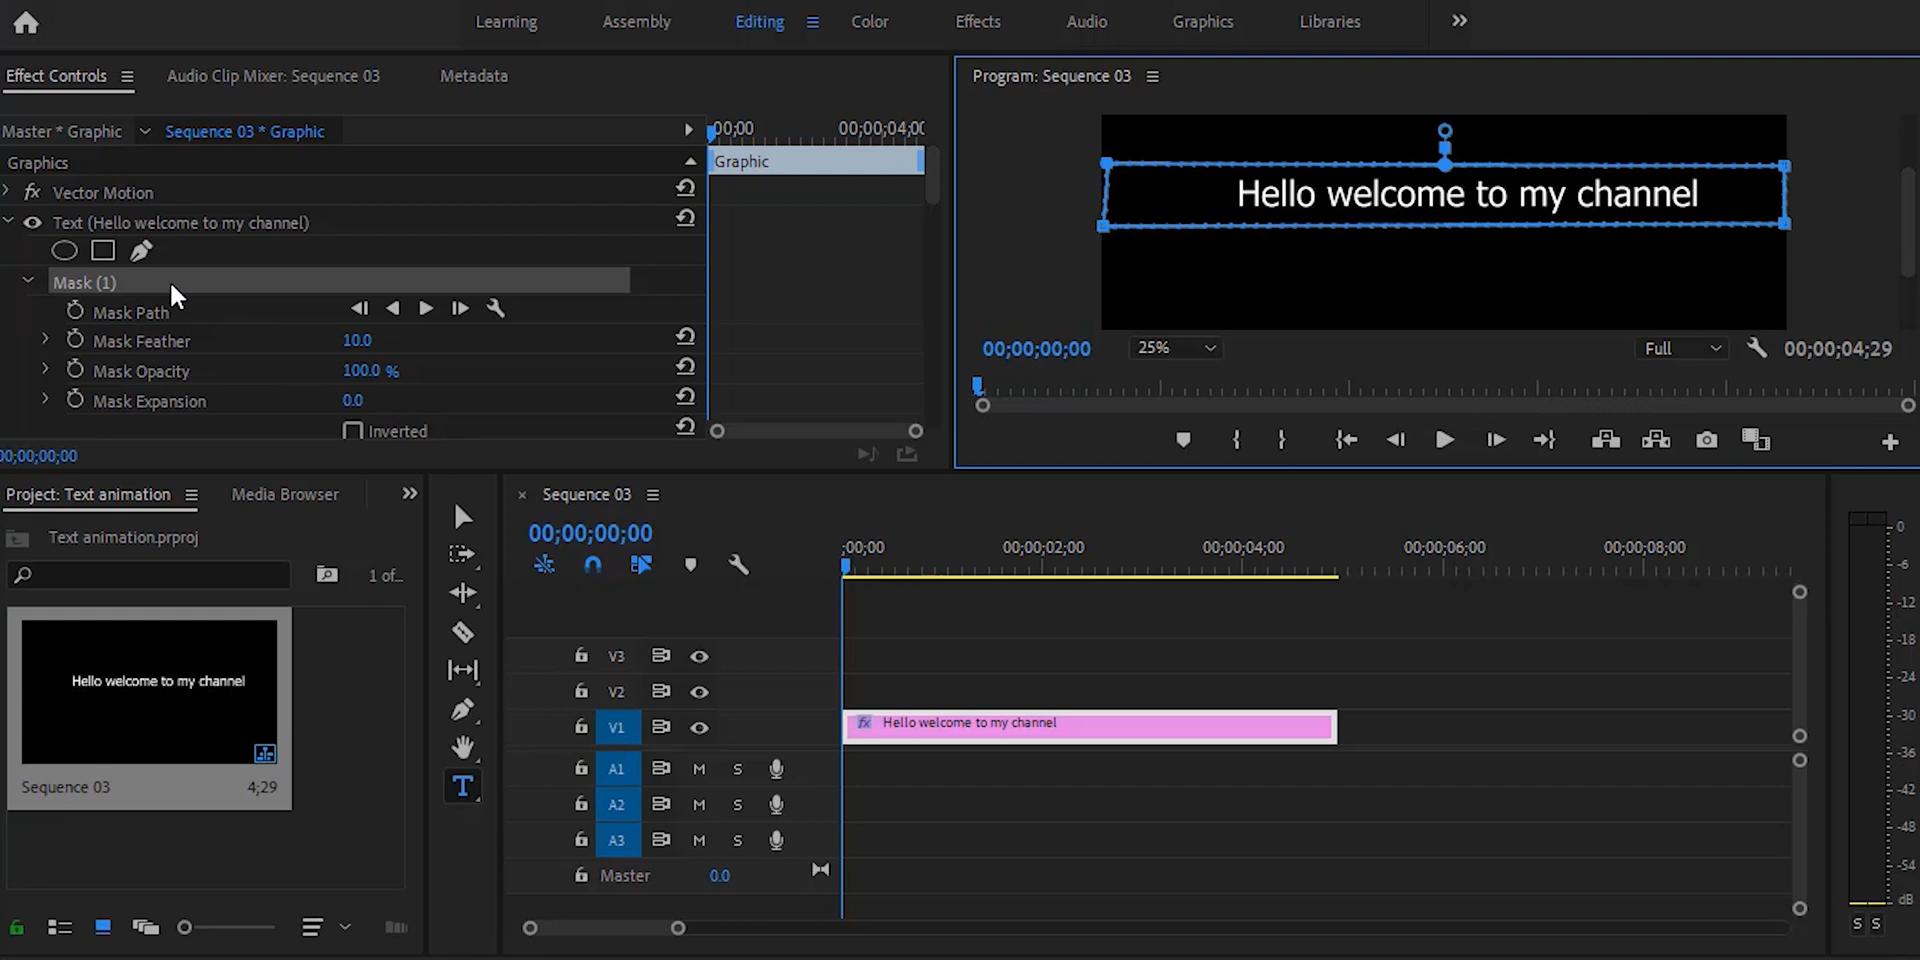 Learning Assembly Editing Color Effects Audio Graphics Libraries
Effect Controls Audio Clip Mixer: Sequence 03 Metadata
Master * Graphic Sequence 03 * Graphic
Graphics
fx Vector Motion
Text (Hello welcome to my channel)
Mask (1)
Mask Path
Mask Feather 10.0
Mask Opacity 100.0 %
Mask Expansion 0.0
Inverted
00;00 00;00;04;00
Graphic
00;00;00;00
Program: Sequence 03
Hello welcome to my channel
00;00;00;00 25% Full 00;00;04;29
Project: Text animation Media Browser
Text animation.prproj
1 of...
Hello welcome to my channel
Sequence 03 4;29
T
× Sequence 03
00;00;00;00
;00;00 00;00;02;00 00;00;04;00 00;00;06;00 00;00;08;00
V3
V2
V1 fx Hello welcome to my channel
A1 M S
A2 M S
A3 M S
Master 0.0
0
-6
-12
-18
-24
-30
-36
-42
-48
-54
dB
S S